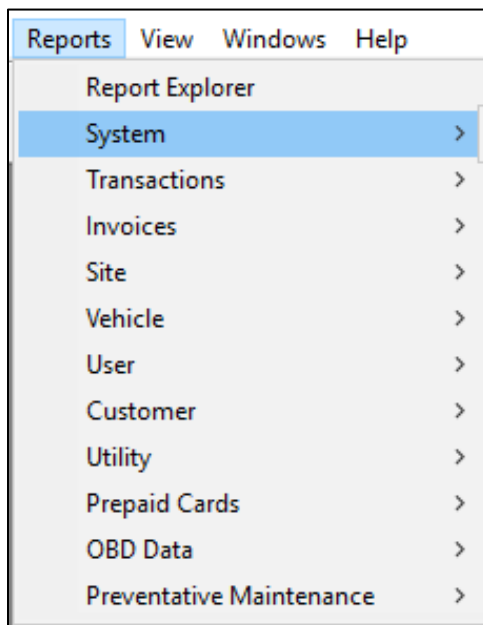 Reports View Windows Help
Report Explorer
System
Transactions
Invoices
Site
Vehicle
User
Customer
Utility
Prepaid Cards
OBD Data
Preventative Maintenance